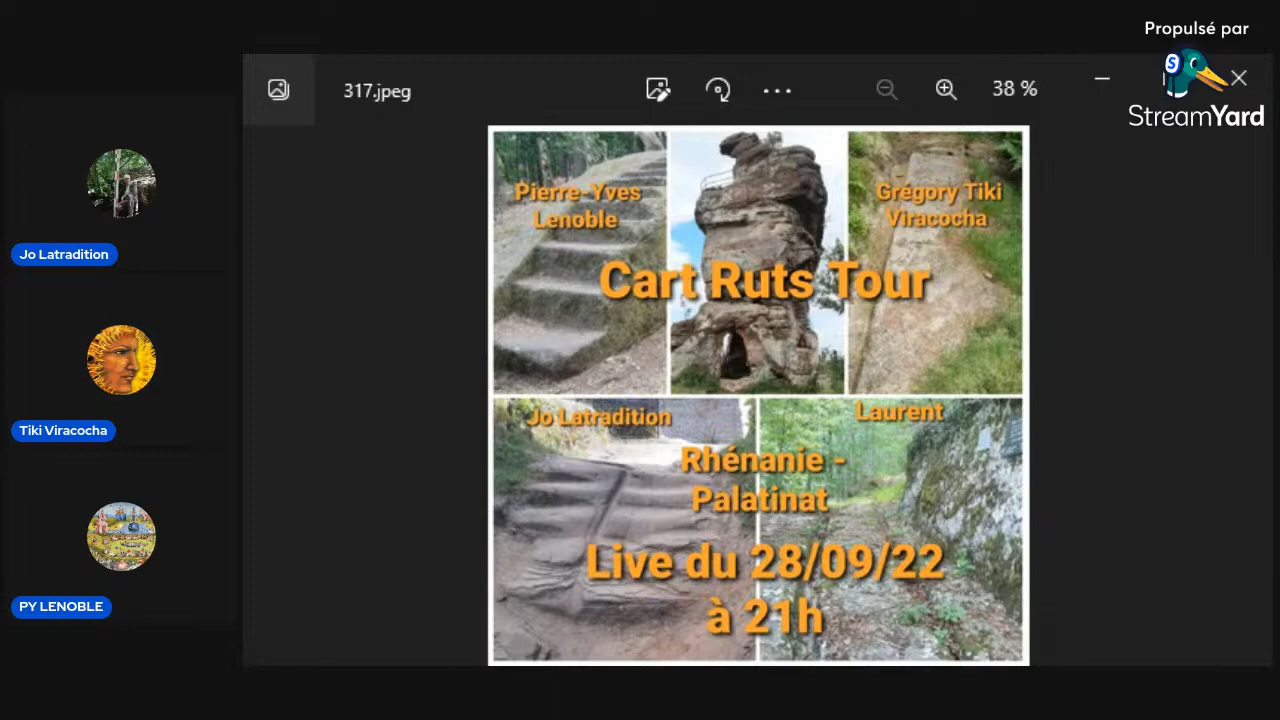 Propulsé par
StreamYard
317.jpeg
38 %
Jo Latradition
Tiki Viracocha
PY LENOBLE
Pierre-Yves
Lenoble
Grégory Tiki
Viracocha
Cart Ruts Tour
Jo Latradition
Laurent
Rhénanie -
Palatinat
Live du 28/09/22
à 21h